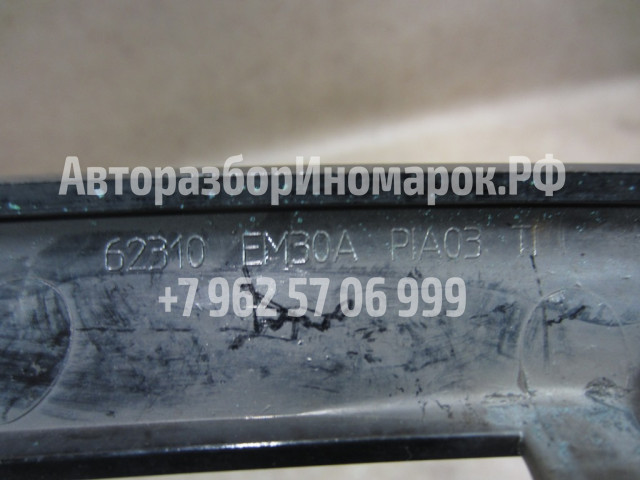 АвторазборИномарок.РФ
62310 EM30A PIA03
+7 962 57 06 999